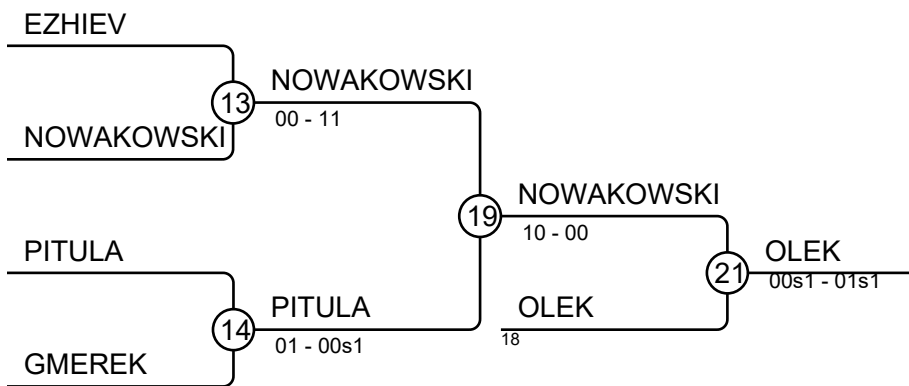 EZHIEV
NOWAKOWSKI
13
00 - 11
NOWAKOWSKI
NOWAKOWSKI
19
10 - 00
PITULA
OLEK
21
00s1 - 01s1
PITULA
OLEK
14
18
01 - 00s1
GMEREK